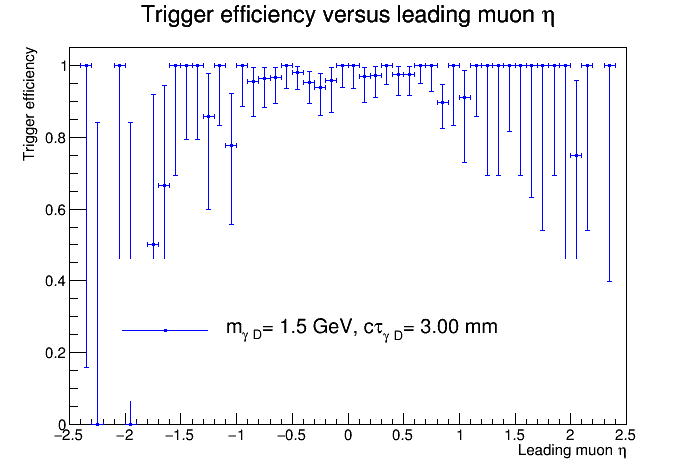 Trigger efficiency versus leading muon η
Trigger efficiency
1
0.8
0.6
0.4
0.2
0
m_γ D= 1.5 GeV, cτ_γ D= 3.00 mm
−2.5 −2 −1.5 −1 −0.5 0 0.5 1 1.5 2 2.5
Leading muon η